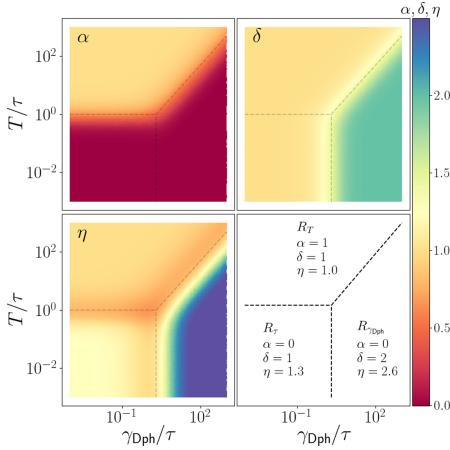 α, δ, η
α
δ
10²
10⁰
10⁻²
T/τ
2.0
1.5
1.0
0.5
0.0
η
R_T
α = 1
δ = 1
η = 1.0
10²
10⁰
10⁻²
T/τ
R_τ
α = 0
δ = 1
η = 1.3
R_γDph
α = 0
δ = 2
η = 2.6
10⁻¹
10²
10⁻¹
10²
γDph/τ
γDph/τ